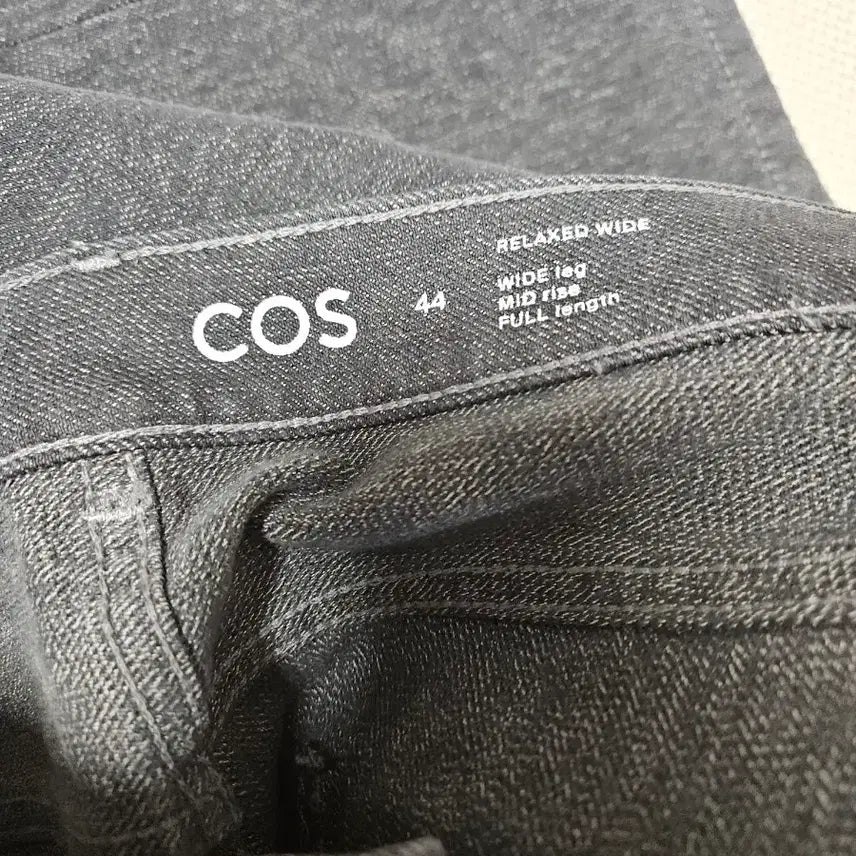 COS
44
RELAXED WIDE
WIDE leg
MID rise
FULL length